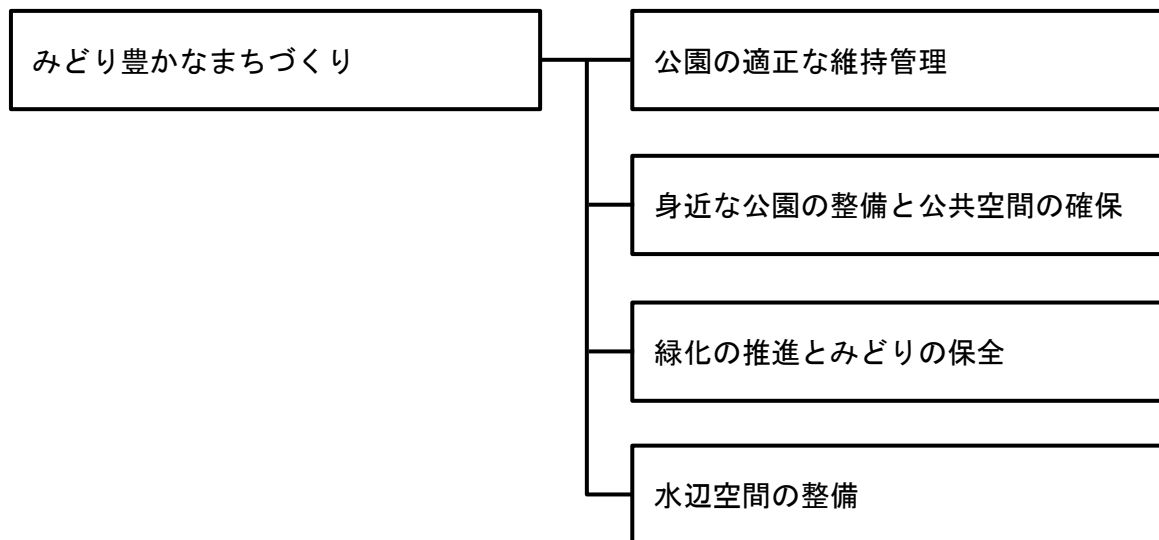 みどり豊かなまちづくり
公園の適正な維持管理
身近な公園の整備と公共空間の確保
緑化の推進とみどりの保全
水辺空間の整備